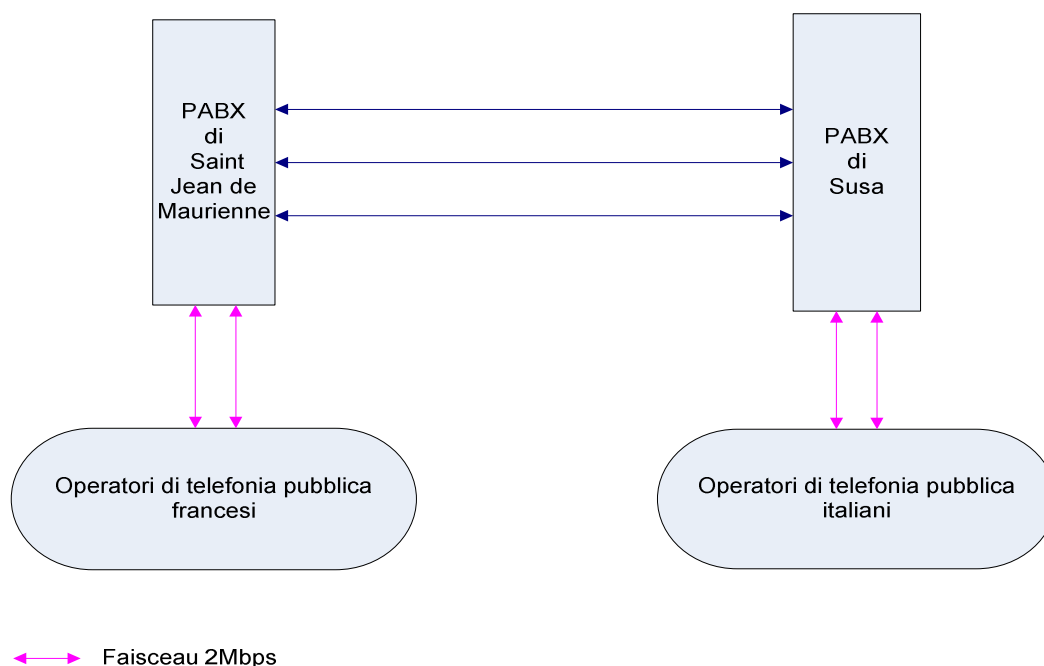 PABX
di
Saint
Jean de
Maurienne
PABX
di
Susa
Operatori di telefonia pubblica
francesi
Operatori di telefonia pubblica
italiani
Faisceau 2Mbps